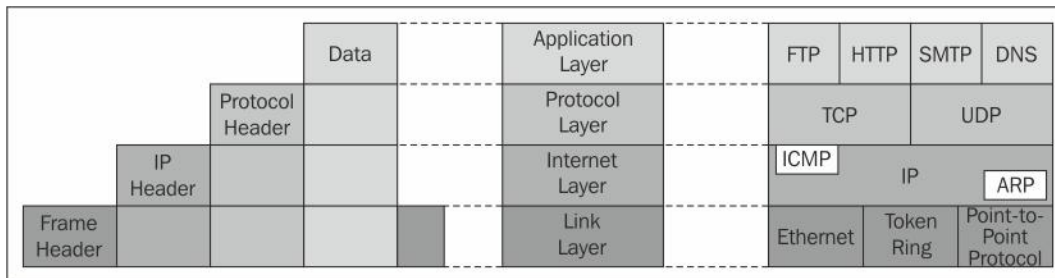 Data
Application
Layer
FTP
HTTP
SMTP
DNS
Protocol
Header
Protocol
Layer
TCP
UDP
IP
Header
Internet
Layer
ICMP
IP
ARP
Frame
Header
Link
Layer
Ethernet
Token
Ring
Point-to-
Point
Protocol